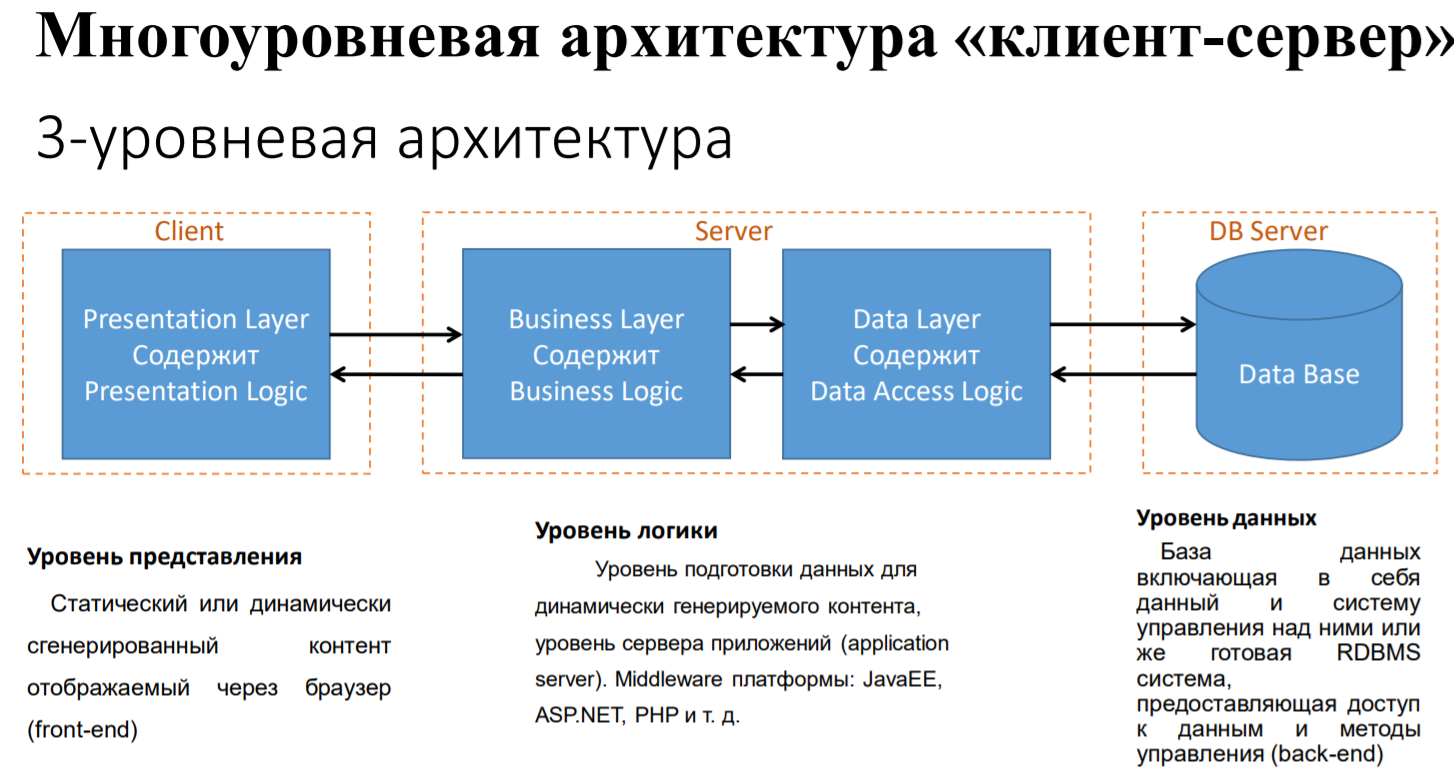 Многоуровневая архитектура «клиент-сервер»
3-уровневая архитектура
Client
Presentation Layer
Содержит
Presentation Logic
Server
Business Layer
Содержит
Business Logic
Data Layer
Содержит
Data Access Logic
DB Server
Data Base
Уровень представления
Статический или динамически
сгенерированный контент
отображаемый через браузер
(front-end)
Уровень логики
Уровень подготовки данных для
динамически генерируемого контента,
уровень сервера приложений (application
server). Middleware платформы: JavaEE,
ASP.NET, PHP и т. д.
Уровень данных
База данных
включающая в себя
данный и систему
управления над ними или
же готовая RDBMS
система,
предоставляющая доступ
к данным и методы
управления (back-end)